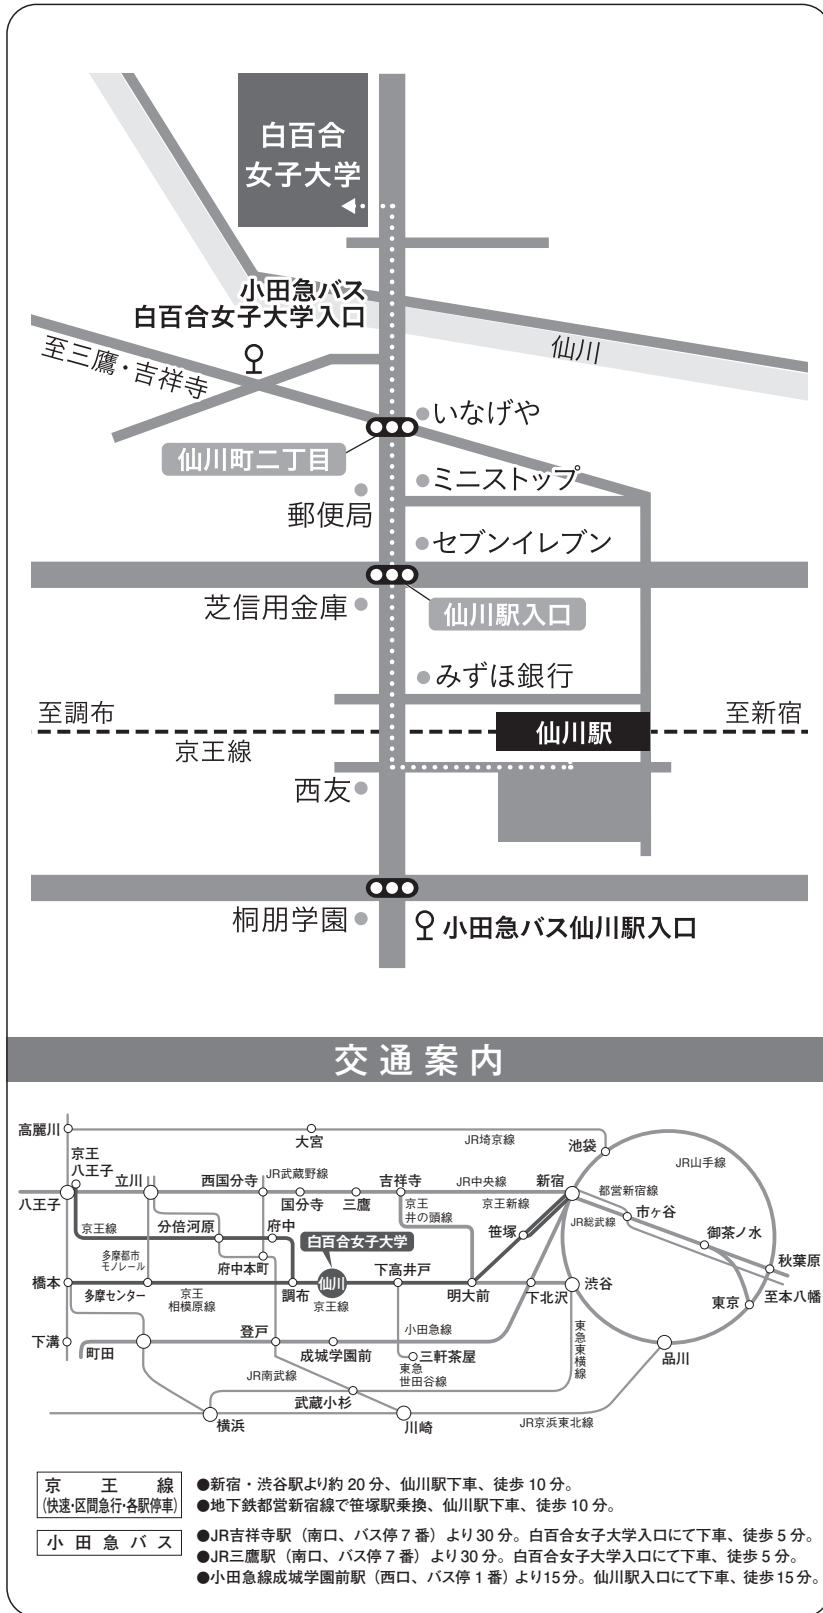 白百合
女子大学
小田急バス
白百合女子大学入口
仙川
至三鷹・吉祥寺
いなげや
仙川町二丁目
ミニストップ
郵便局
セブンイレブン
芝信用金庫
仙川駅入口
みずほ銀行
至調布
至新宿
仙川駅
京王線
西友
桐朋学園
小田急バス仙川駅入口
交通案内
高麗川
大宮
JR埼京線
池袋
京王
八王子
立川
西国分寺
JR武蔵野線
吉祥寺
JR中央線
新宿
JR山手線
八王子
国分寺
三鷹
京王
井の頭線
京王新線
都営新宿線
市ヶ谷
京王線
分倍河原
府中
笹塚
JR総武線
御茶ノ水
白百合女子大学
多摩都市
モノレール
府中本町
下高井戸
秋葉原
橋本
多摩センター
京王
相模原線
調布
仙川
京王線
明大前
下北沢
渋谷
至本八幡
東京
下溝
町田
登戸
成城学園前
小田急線
三軒茶屋
東急
世田谷線
東急東横線
品川
JR南武線
武蔵小杉
横浜
川崎
JR京浜東北線
京王線
(快速・区間急行・各駅停車)
●新宿・渋谷駅より約20分、仙川駅下車、徒歩10分。
●地下鉄都営新宿線で笹塚駅乗換、仙川駅下車、徒歩10分。
小田急バス
●JR吉祥寺駅（南口、バス停7番）より30分。白百合女子大学入口にて下車、徒歩5分。
●JR三鷹駅（南口、バス停7番）より30分。白百合女子大学入口にて下車、徒歩5分。
●小田急線成城学園前駅（西口、バス停1番）より15分。仙川駅入口にて下車、徒歩15分。